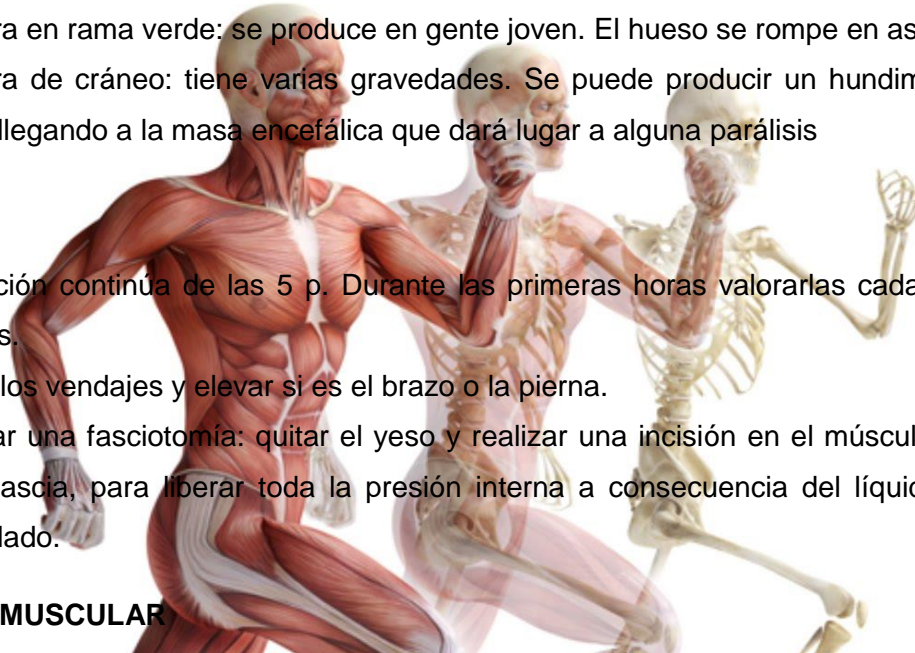 ra en rama verde: se produce en gente joven. El hueso se rompe en as
ra de cráneo: tiene varias gravedades. Se puede producir un hundim
llegando a la masa encefálica que dará lugar a alguna parálisis
ción continúa de las 5 p. Durante las primeras horas valorarlas cada
s.
los vendajes y elevar si es el brazo o la pierna.
ar una fasciotomía: quitar el yeso y realizar una incisión en el múscul
ascia, para liberar toda la presión interna a consecuencia del líquic
lado.
MUSCULAR